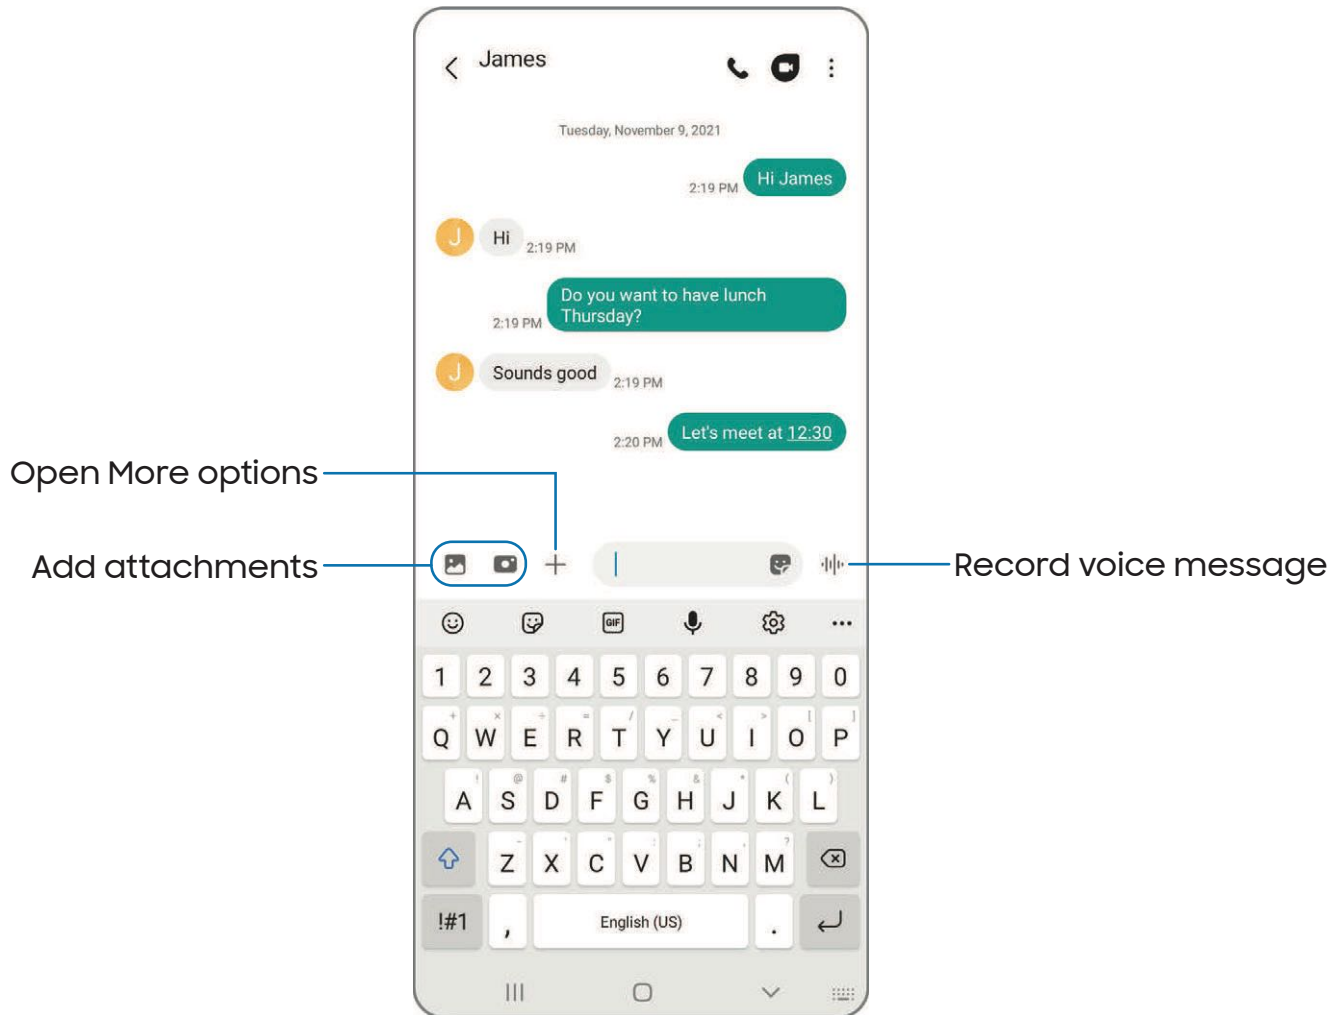 James
Tuesday, November 9, 2021
2:19 PM Hi James
J Hi 2:19 PM
Do you want to have lunch
2:19 PM Thursday?
J Sounds good 2:19 PM
2:20 PM Let's meet at 12:30
Open More options
Add attachments
Record voice message
GIF
1 2 3 4 5 6 7 8 9 0
+ × ÷ = / _ < > [ ]
Q W E R T Y U I O P
! @ # $ % & * ( )
A S D F G H J K L
- ' " : ; , ?
Z X C V B N M
!#1 , English (US) .